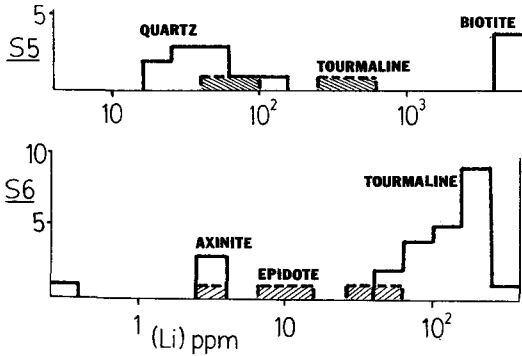 5
S5
QUARTZ
TOURMALINE
BIOTITE
10
10²
10³
10
S6
5
TOURMALINE
AXINITE
EPIDOTE
1
10
10²
(Li) ppm